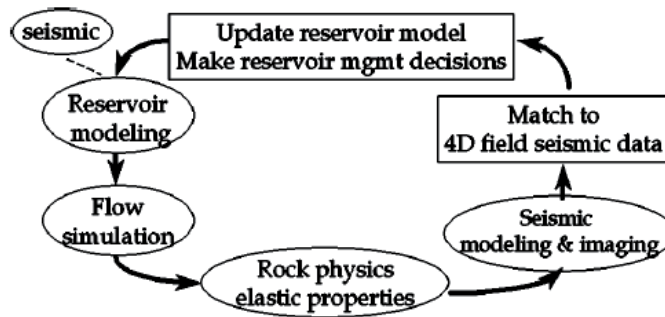 seismic
Update reservoir model
Make reservoir mgmt decisions
Reservoir
modeling
Match to
4D field seismic data
Flow
simulation
Seismic
modeling & imaging
Rock physics
elastic properties